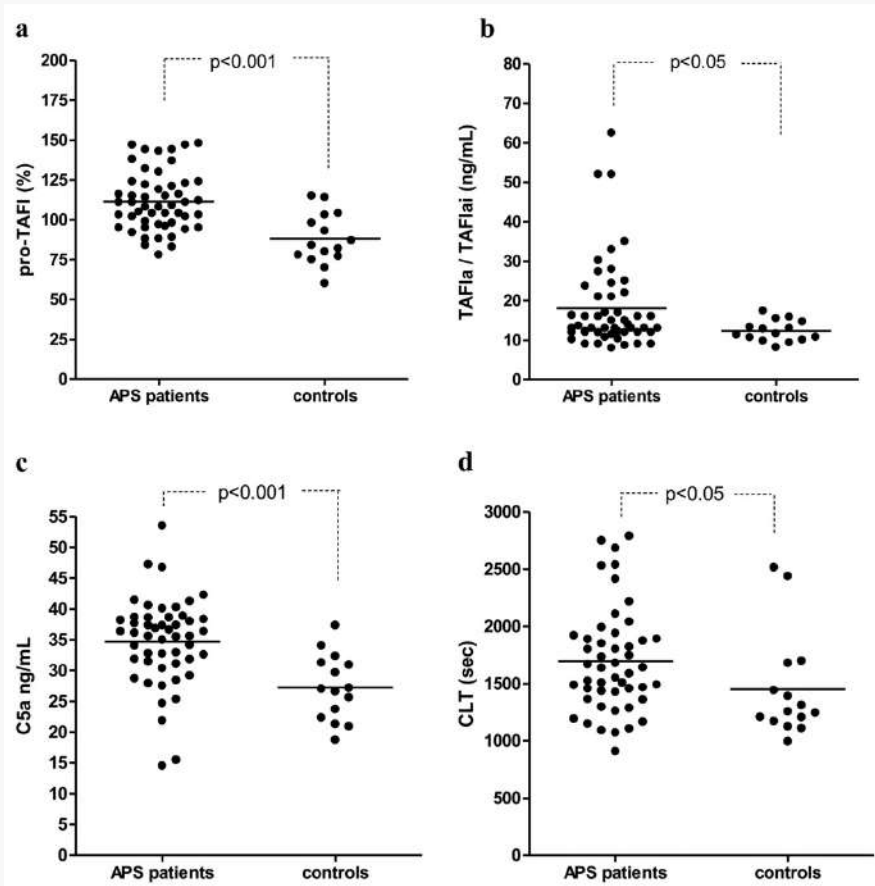 a
p<0.001
pro-TAFI (%)
200
175
150
125
100
75
50
25
0
APS patients controls
b
p<0.05
TAFIa / TAFIai (ng/mL)
80
70
60
50
40
30
20
10
0
APS patients controls
c
p<0.001
C5a ng/mL
55
50
45
40
35
30
25
20
15
10
5
0
APS patients controls
d
p<0.05
CLT (sec)
3000
2500
2000
1500
1000
500
0
APS patients controls